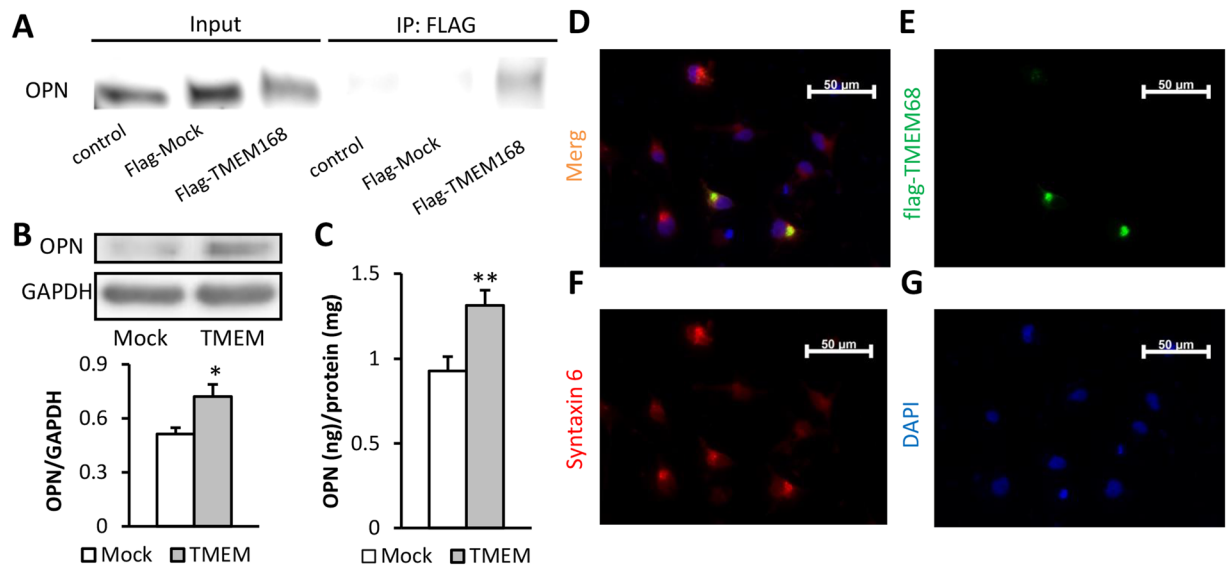 A
Input
IP: FLAG
OPN
control
Flag-Mock
Flag-TMEM168
control
Flag-Mock
Flag-TMEM168
B
OPN
GAPDH
Mock
TMEM
0.9
0.6
0.3
0
OPN/GAPDH
*
Mock
TMEM
C
1.5
1
0.5
0
OPN (ng)/protein (mg)
**
Mock
TMEM
D
Merg
50 µm
E
flag-TMEM68
50 µm
F
Syntaxin 6
50 µm
G
DAPI
50 µm